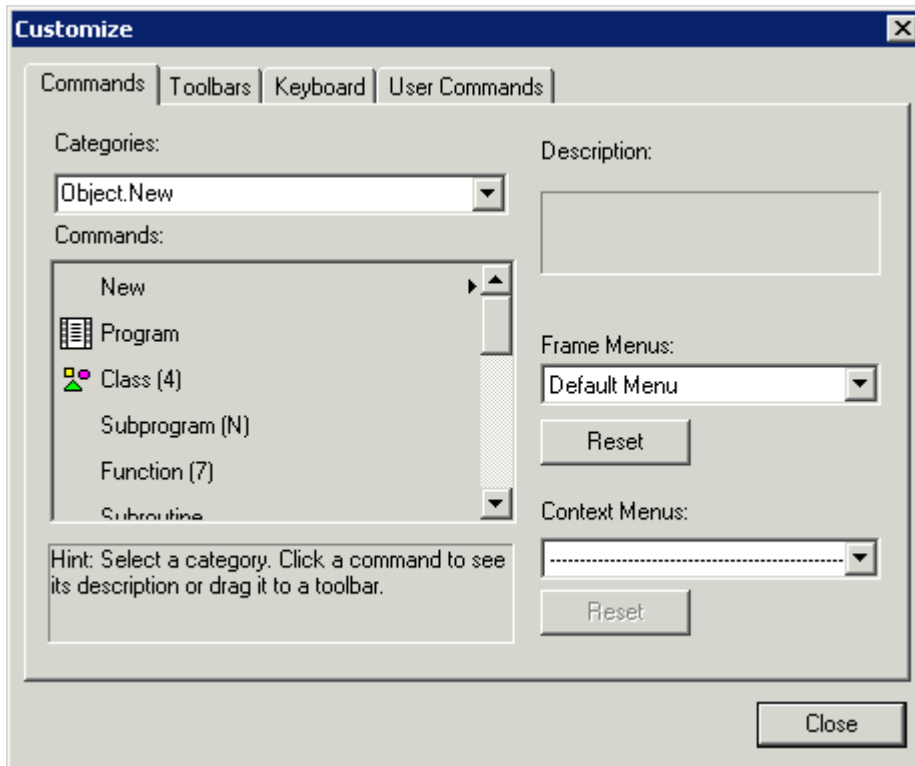 Customize
Commands
Toolbars
Keyboard
User Commands
Categories:
Object.New
Commands:
New
Program
Class (4)
Subprogram (N)
Function (7)
Subroutine
Hint: Select a category. Click a command to see
its description or drag it to a toolbar.
Description:
Frame Menus:
Default Menu
Reset
Context Menus:
--------------------------------------------
Reset
Close